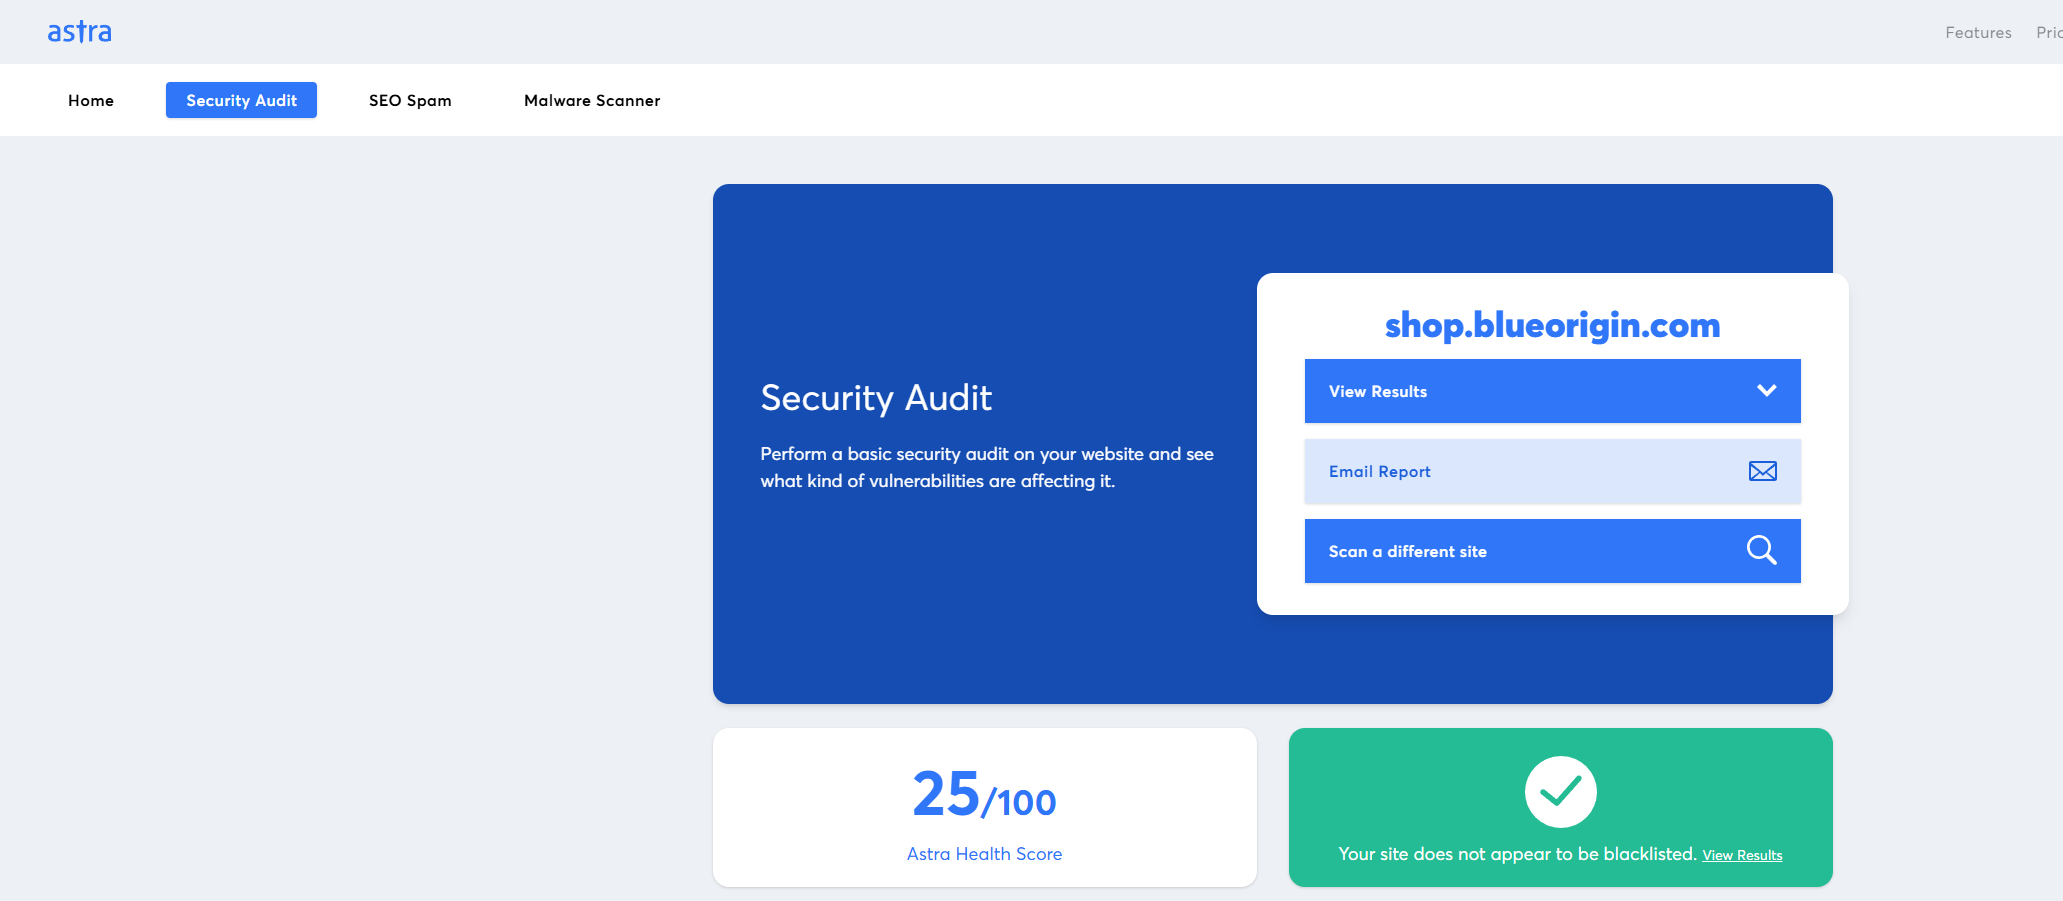 astra
Features
Home
Security Audit
SEO Spam
Malware Scanner
Security Audit
Perform a basic security audit on your website and see
what kind of vulnerabilities are affecting it.
shop.blueorigin.com
View Results
Email Report
Scan a different site
25/100
Astra Health Score
Your site does not appear to be blacklisted. View Results